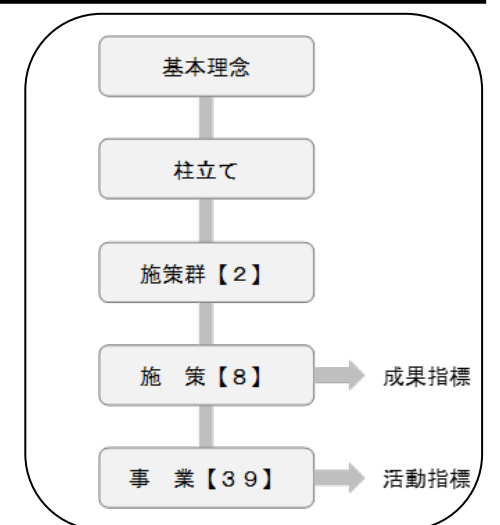 基本理念
柱立て
施策群【2】
施　策【8】 成果指標
事　業【39】 活動指標